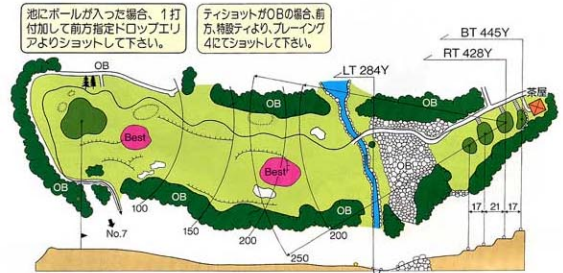 池にボールが入った場合、1打
付加して前方指定ドロップエリ
アよりショットして下さい。
ティショットがOBの場合、前
方、特設ティより、プレーイング
4にてショットして下さい。
BT 445Y
RT 428Y
LT 284Y
茶屋
OB
OB
OB
OB
Best
Best
OB
OB
OB
100
150
200
200
250
No.7
17
21
17